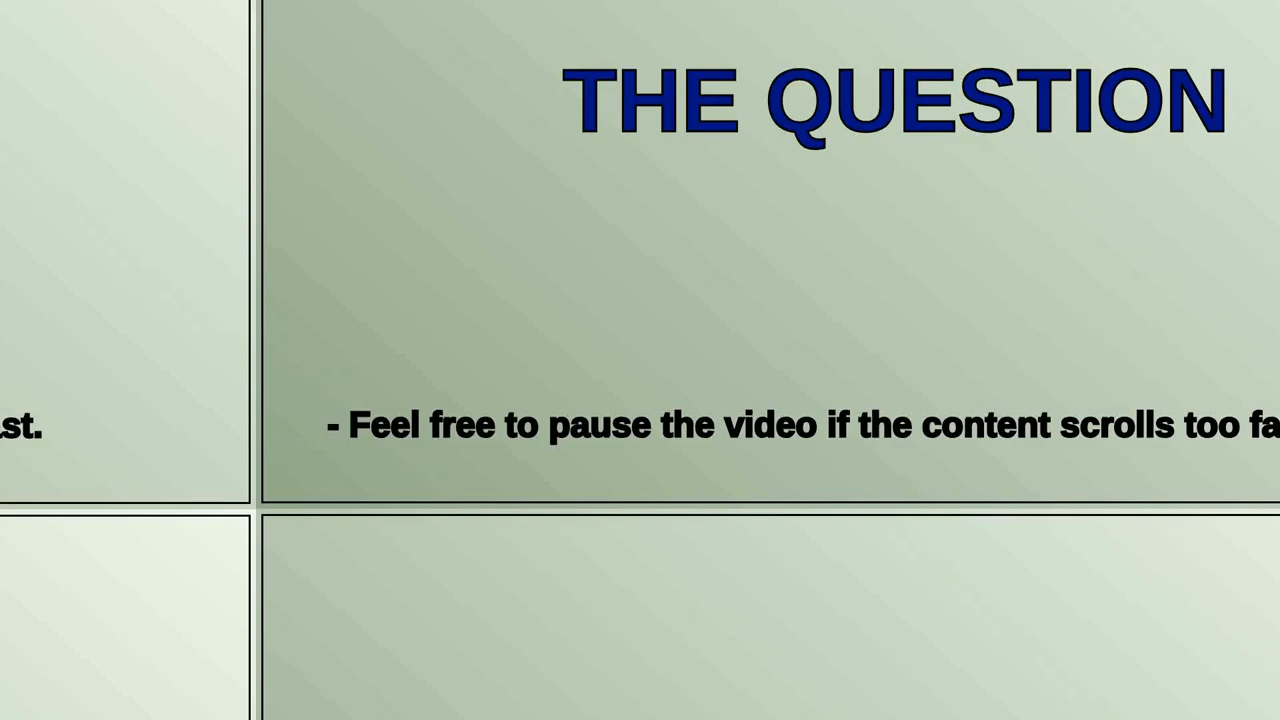 THE QUESTION
st.
- Feel free to pause the video if the content scrolls too fa